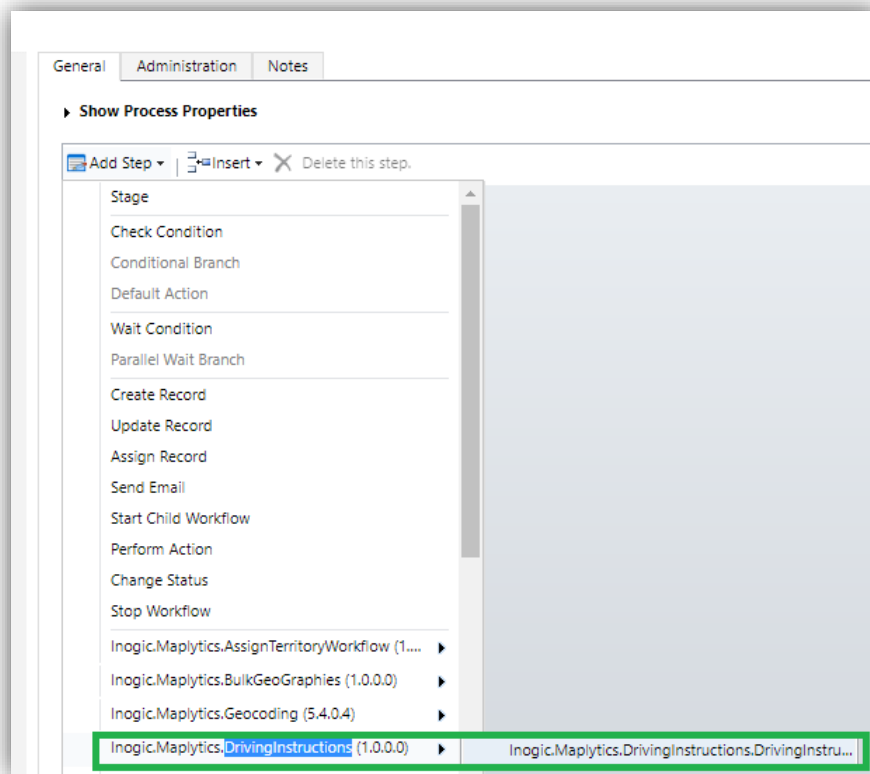 General Administration Notes
Show Process Properties
Add Step Insert Delete this step.
Stage
Check Condition
Conditional Branch
Default Action
Wait Condition
Parallel Wait Branch
Create Record
Update Record
Assign Record
Send Email
Start Child Workflow
Perform Action
Change Status
Stop Workflow
Inogic.Maplytics.AssignTerritoryWorkflow (1....
Inogic.Maplytics.BulkGeoGraphies (1.0.0.0)
Inogic.Maplytics.Geocoding (5.4.0.4)
Inogic.Maplytics.DrivingInstructions (1.0.0.0) Inogic.Maplytics.DrivingInstructions.DrivingInstru...